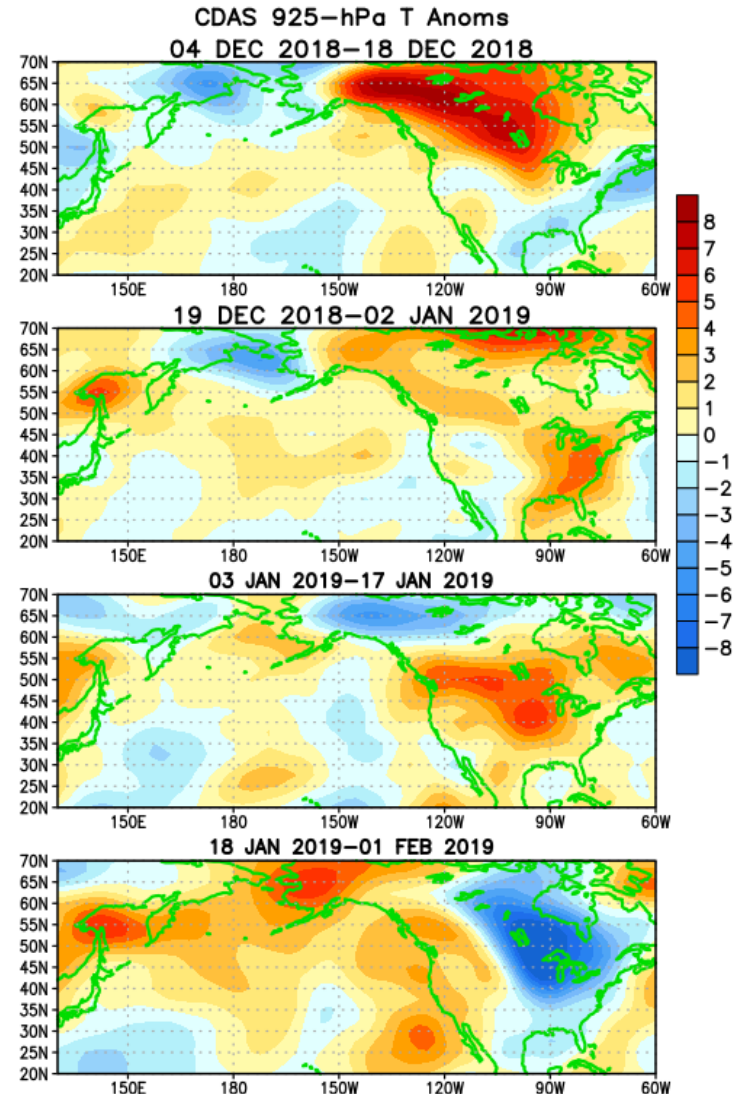 CDAS 925-hPa T Anoms
04 DEC 2018-18 DEC 2018
70N
65N
60N
55N
50N
45N
40N
35N
30N
25N
20N
150E 180 150W 120W 90W 60W
19 DEC 2018-02 JAN 2019
70N
65N
60N
55N
50N
45N
40N
35N
30N
25N
20N
150E 180 150W 120W 90W 60W
03 JAN 2019-17 JAN 2019
70N
65N
60N
55N
50N
45N
40N
35N
30N
25N
20N
150E 180 150W 120W 90W 60W
18 JAN 2019-01 FEB 2019
70N
65N
60N
55N
50N
45N
40N
35N
30N
25N
20N
150E 180 150W 120W 90W 60W
8
7
6
5
4
3
2
1
0
-1
-2
-3
-4
-5
-6
-7
-8